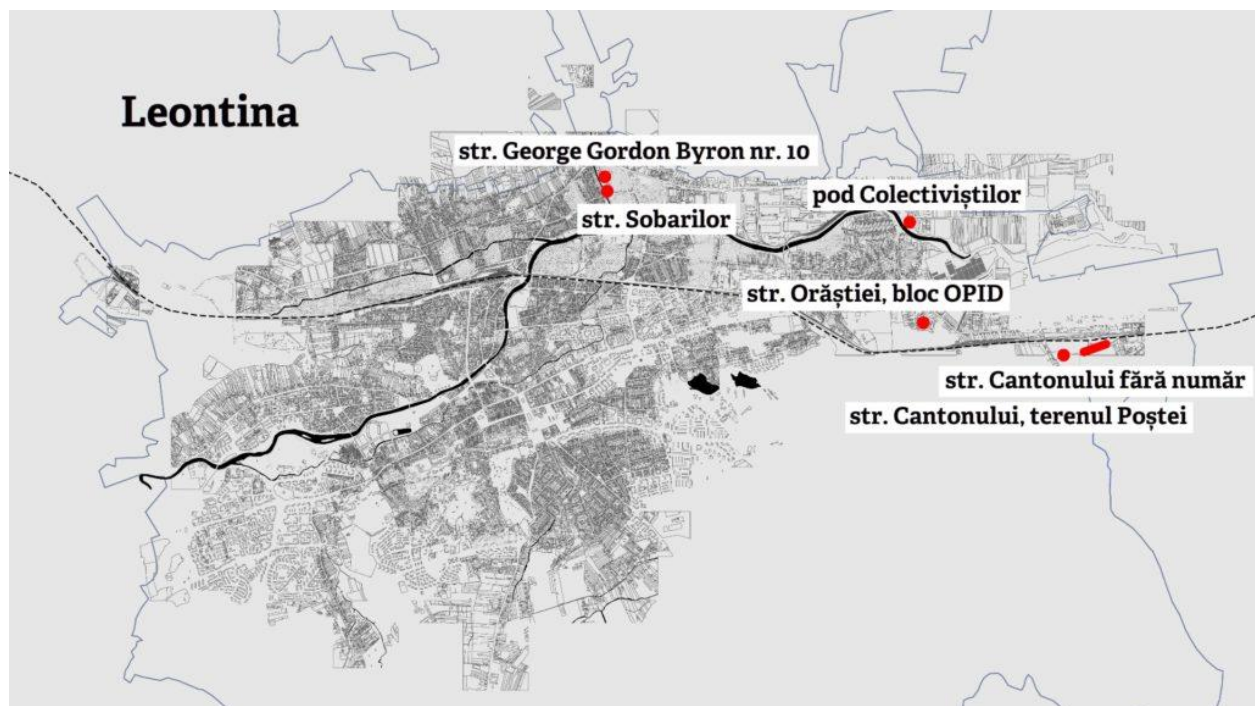 Leontina
str. George Gordon Byron nr. 10
pod Colectiviștilor
str. Sobarilor
str. Orăștiei, bloc OPID
str. Cantonului fără număr
str. Cantonului, terenul Poștei